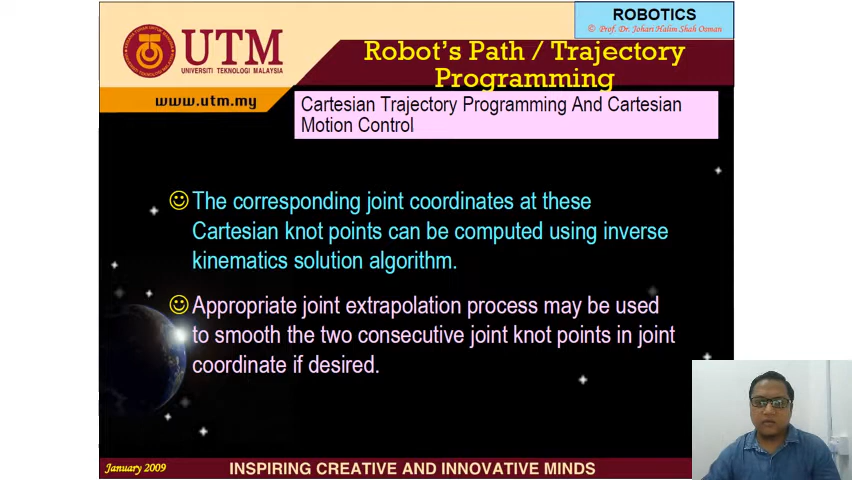 ROBOTICS
© Prof. Dr. Johari Halim Shah Osman
UTM
UNIVERSITI TEKNOLOGI MALAYSIA
www.utm.my
Robot's Path / Trajectory
Programming
Cartesian Trajectory Programming And Cartesian
Motion Control
The corresponding joint coordinates at these
Cartesian knot points can be computed using inverse
kinematics solution algorithm.
Appropriate joint extrapolation process may be used
to smooth the two consecutive joint knot points in joint
coordinate if desired.
January 2009
INSPIRING CREATIVE AND INNOVATIVE MINDS